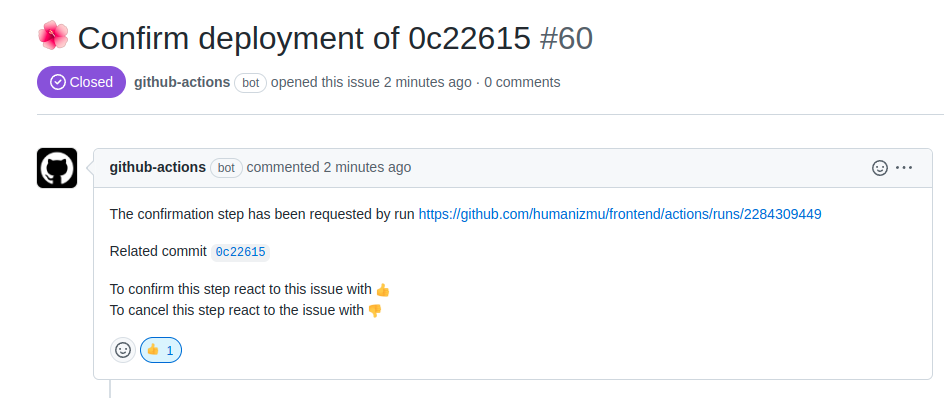 🌺 Confirm deployment of 0c22615 #60
Closed github-actions bot opened this issue 2 minutes ago · 0 comments
github-actions bot commented 2 minutes ago
The confirmation step has been requested by run https://github.com/humanizmu/frontend/actions/runs/2284309449
Related commit 0c22615
To confirm this step react to this issue with 👍
To cancel this step react to the issue with 👎
👍 1